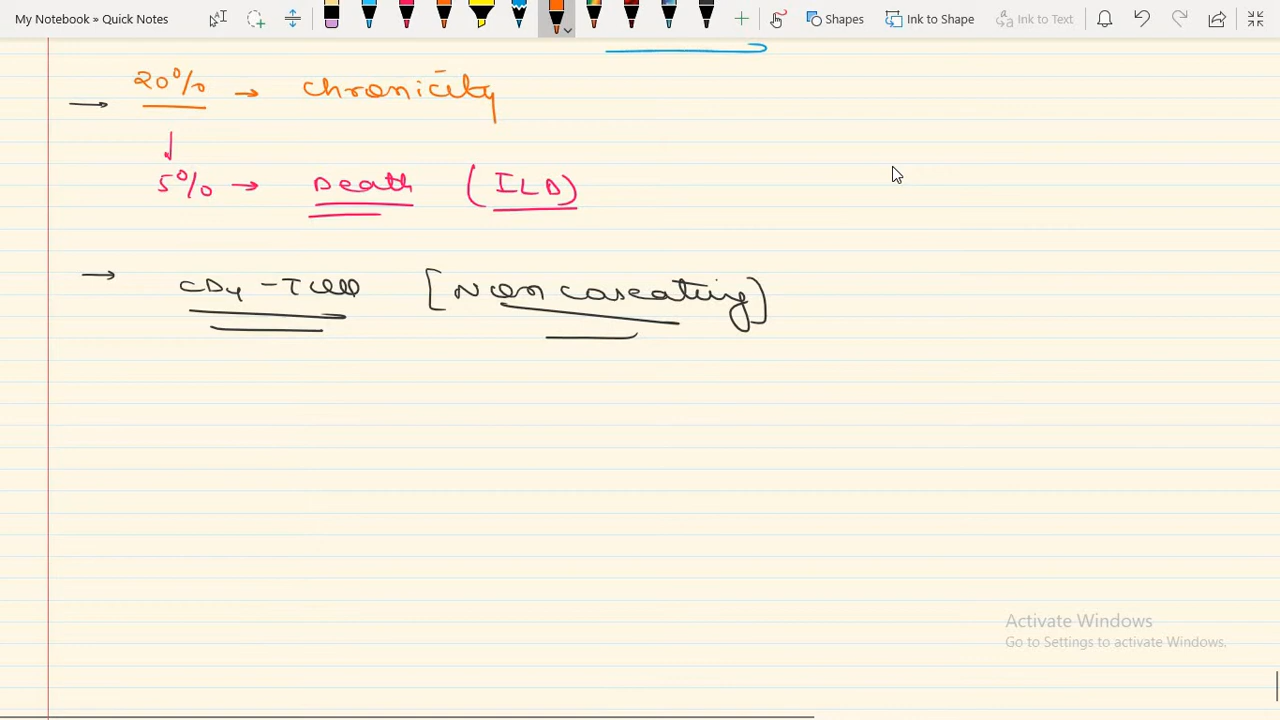 My Notebook » Quick Notes
Shapes
Ink to Shape
Ink to Text
→ 20% → chronicity
↓
5% → Death (ILD)
→ CD4 - T cell [Non caseating)
Activate Windows
Go to Settings to activate Windows.